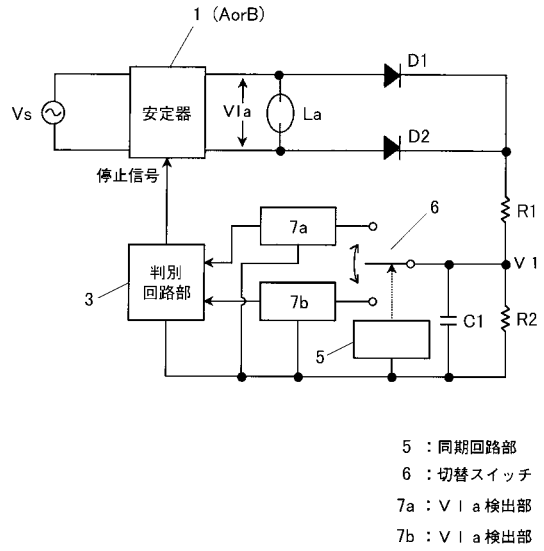 1 (AorB)
D1
Vs
安定器
Vla
La
D2
停止信号
R1
6
7a
V1
3
判別
回路部
7b
C1
R2
5
5 :同期回路部
6 :切替スイッチ
7a:Vla検出部
7b:Vla検出部